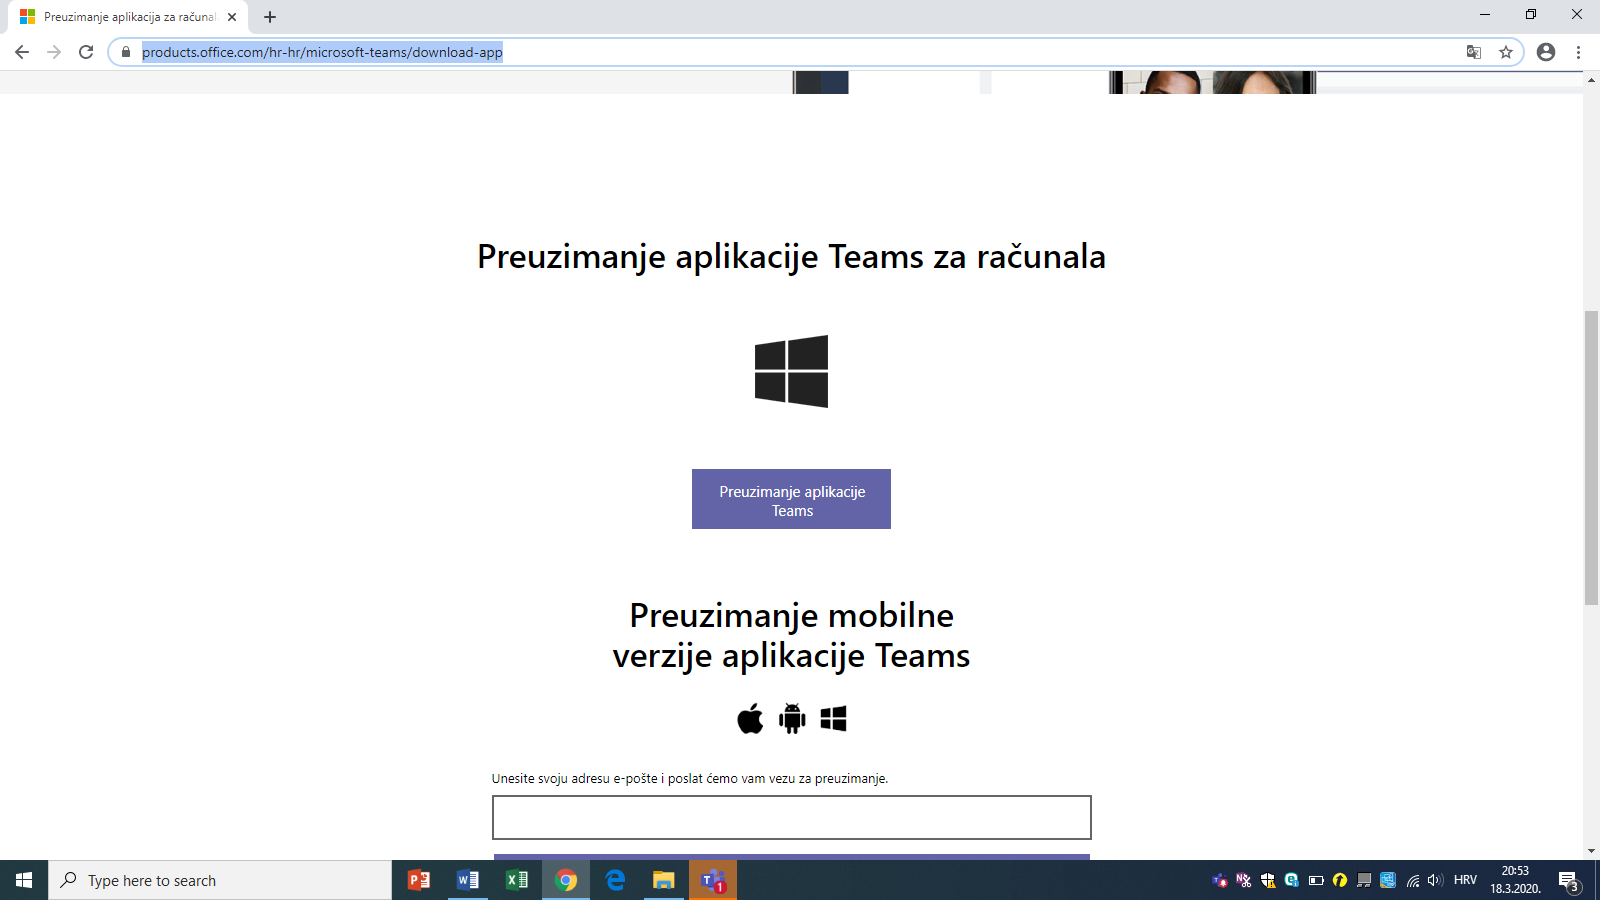 Preuzimanje aplikacija za računal
products.office.com/hr-hr/microsoft-teams/download-app
Preuzimanje aplikacije Teams za računala
Preuzimanje aplikacije
Teams
Preuzimanje mobilne
verzije aplikacije Teams
Unesite svoju adresu e-pošte i poslat ćemo vam vezu za preuzimanje.
Type here to search
1
HRV
20:53
18.3.2020.
3